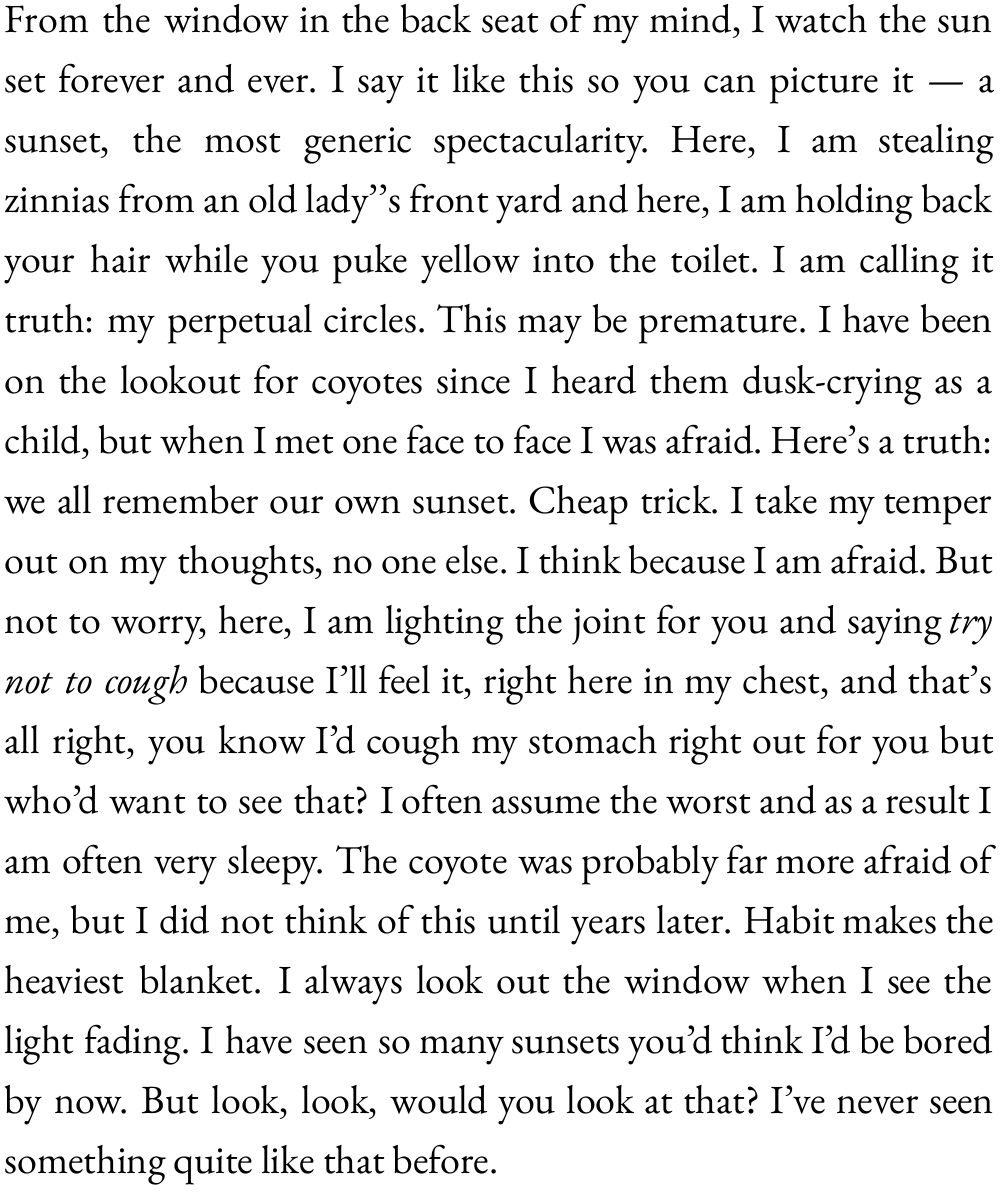 From the window in the back seat of my mind, I watch the sun
set forever and ever. I say it like this so you can picture it — a
sunset, the most generic spectacularity. Here, I am stealing
zinnias from an old lady’’s front yard and here, I am holding back
your hair while you puke yellow into the toilet. I am calling it
truth: my perpetual circles. This may be premature. I have been
on the lookout for coyotes since I heard them dusk-crying as a
child, but when I met one face to face I was afraid. Here’s a truth:
we all remember our own sunset. Cheap trick. I take my temper
out on my thoughts, no one else. I think because I am afraid. But
not to worry, here, I am lighting the joint for you and saying try
not to cough because I’ll feel it, right here in my chest, and that’s
all right, you know I’d cough my stomach right out for you but
who’d want to see that? I often assume the worst and as a result I
am often very sleepy. The coyote was probably far more afraid of
me, but I did not think of this until years later. Habit makes the
heaviest blanket. I always look out the window when I see the
light fading. I have seen so many sunsets you’d think I’d be bored
by now. But look, look, would you look at that? I’ve never seen
something quite like that before.